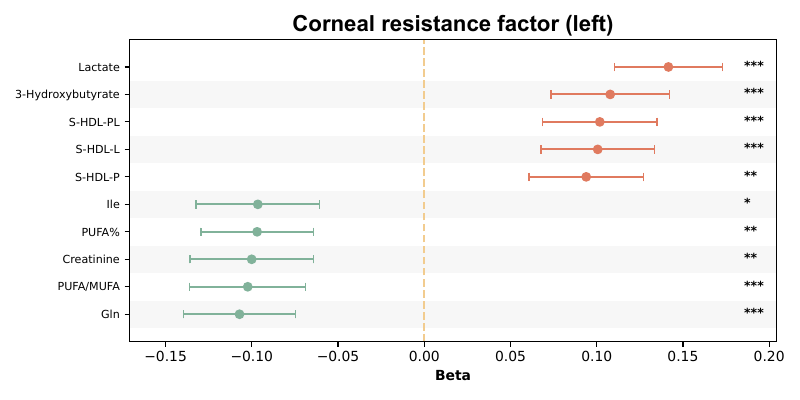 Corneal resistance factor (left)
Lactate ***
3-Hydroxybutyrate ***
S-HDL-PL ***
S-HDL-L ***
S-HDL-P **
Ile *
PUFA% **
Creatinine **
PUFA/MUFA ***
Gln ***
−0.15 −0.10 −0.05 0.00 0.05 0.10 0.15 0.20
Beta